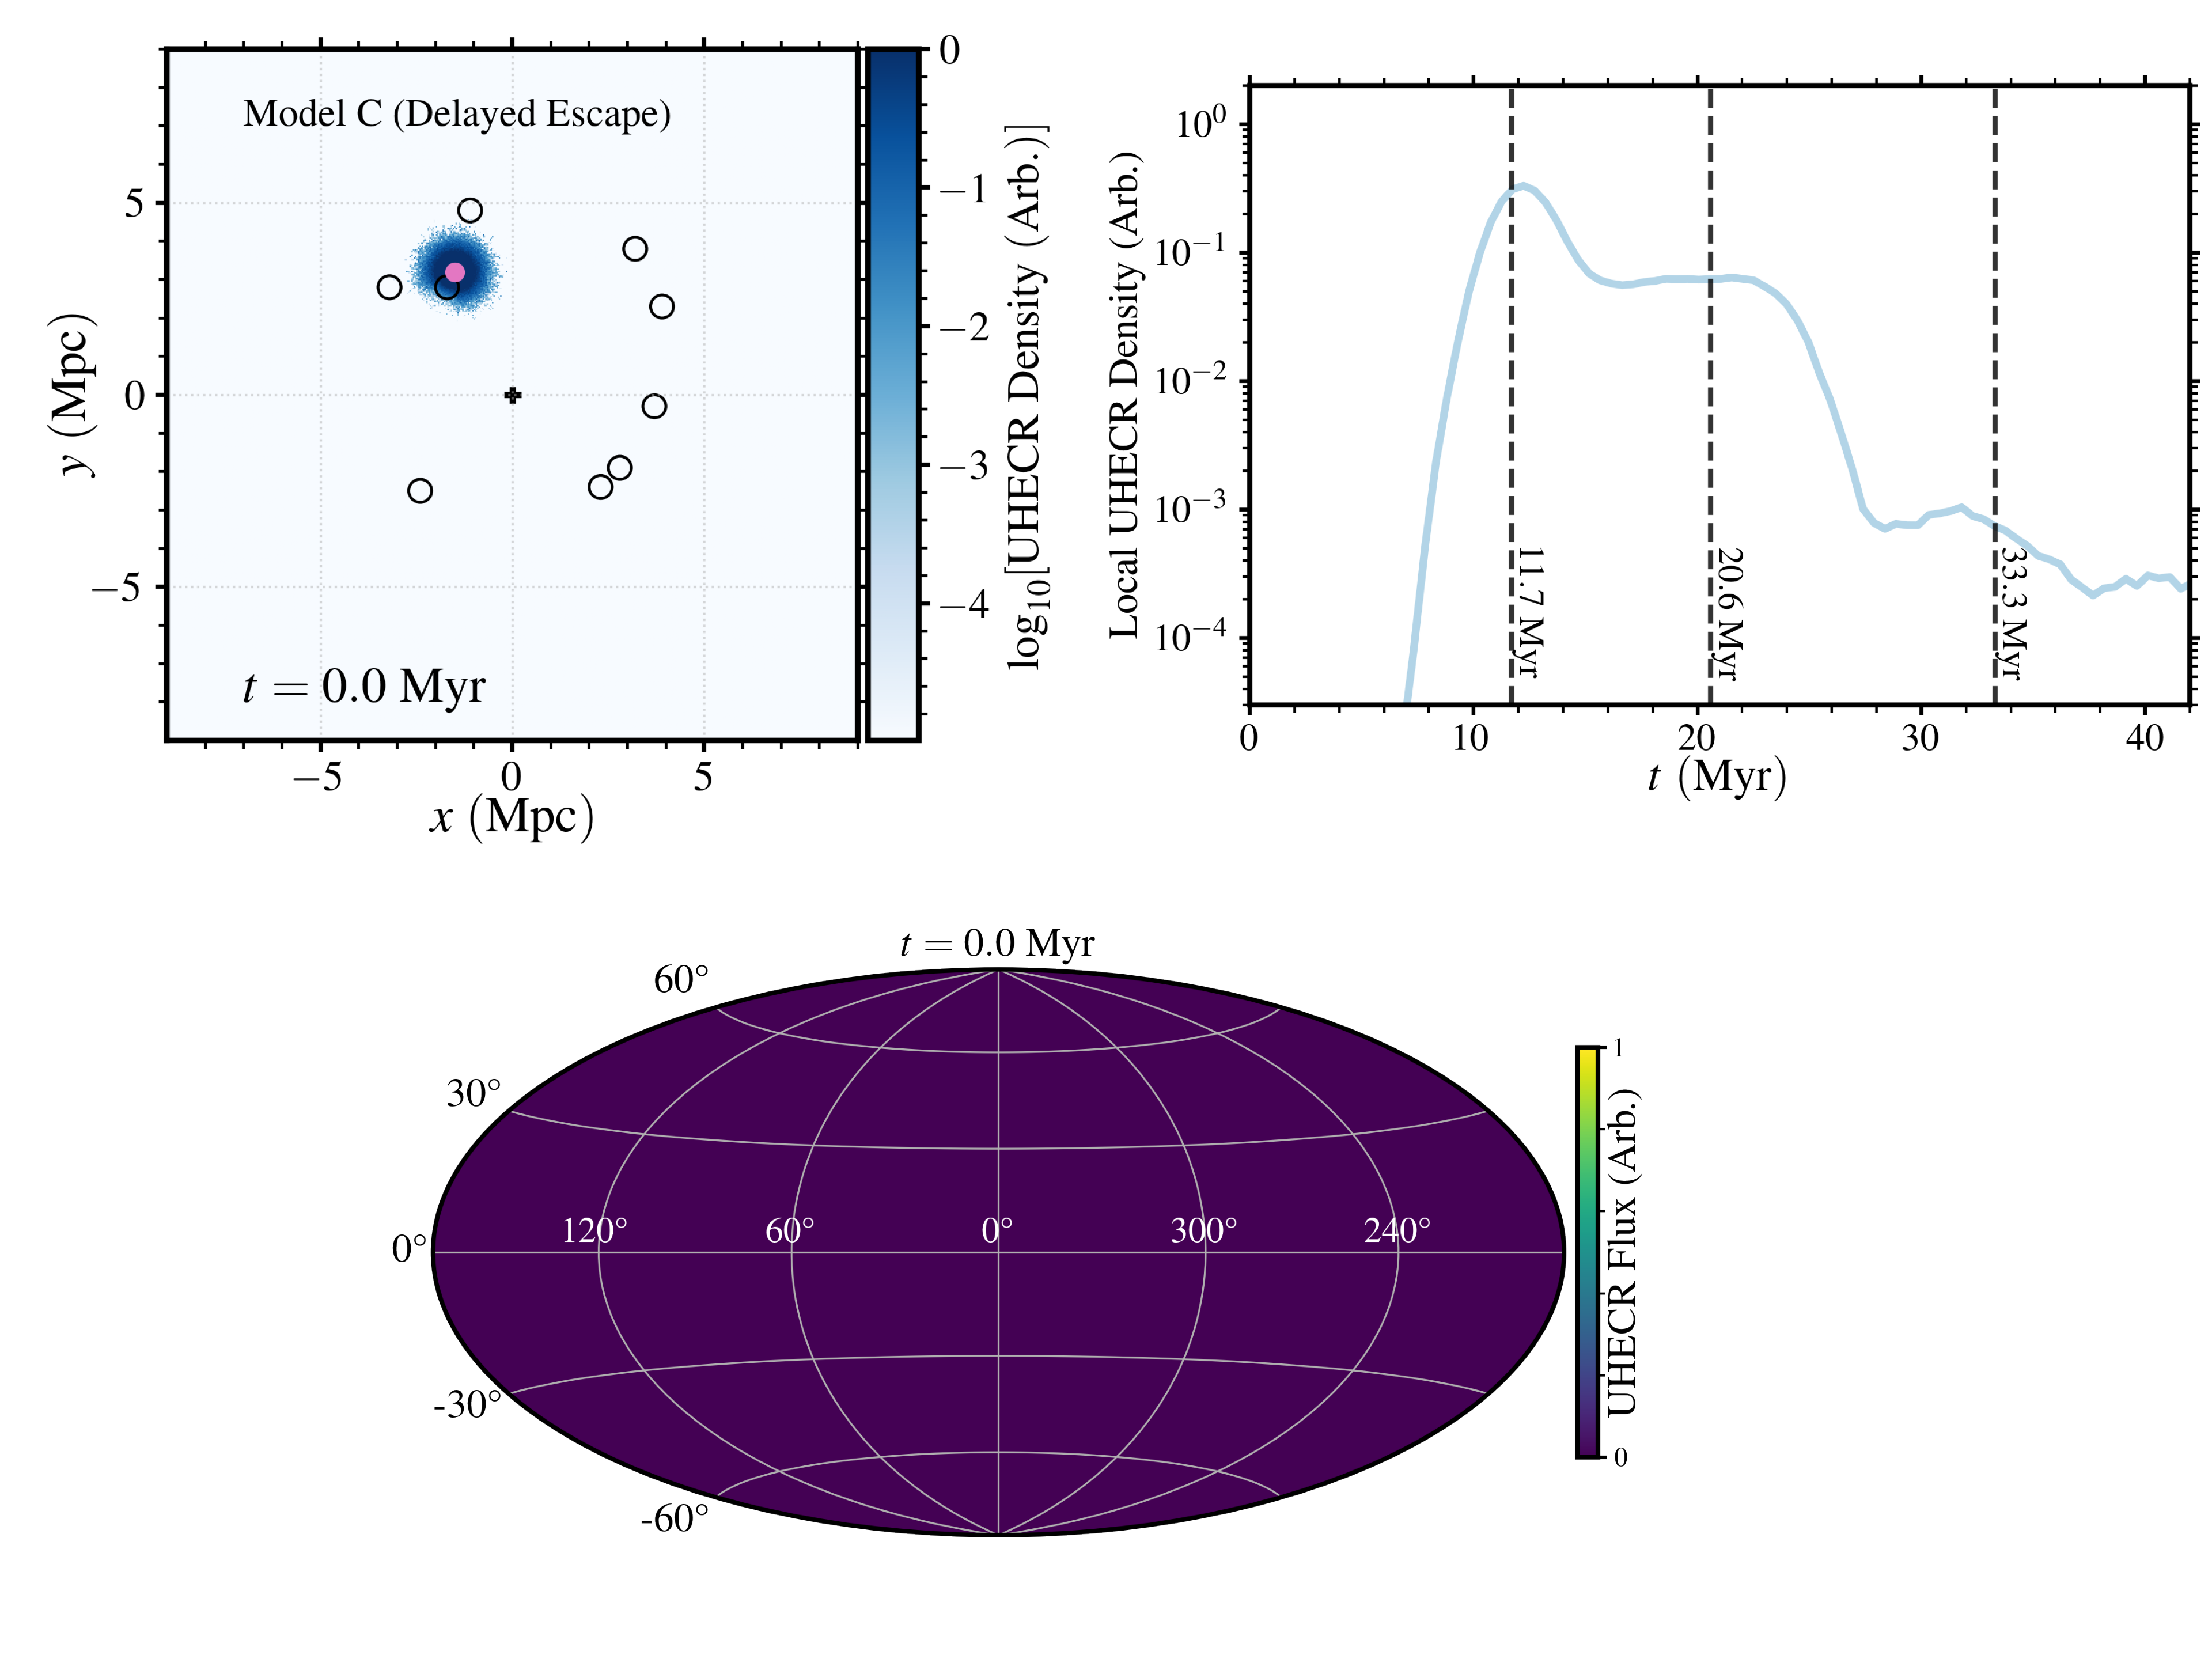 Model C (Delayed Escape)
5
0
−5
y (Mpc)
t = 0.0 Myr
−5
0
5
x (Mpc)
0
−1
−2
−3
−4
log10[UHECR Density (Arb.)]
10^0
10^−1
10^−2
10^−3
10^−4
Local UHECR Density (Arb.)
11.7 Myr
20.6 Myr
33.3 Myr
0
10
20
30
40
t (Myr)
t = 0.0 Myr
60°
30°
0°
-30°
-60°
120°
60°
0°
300°
240°
1
0
UHECR Flux (Arb.)